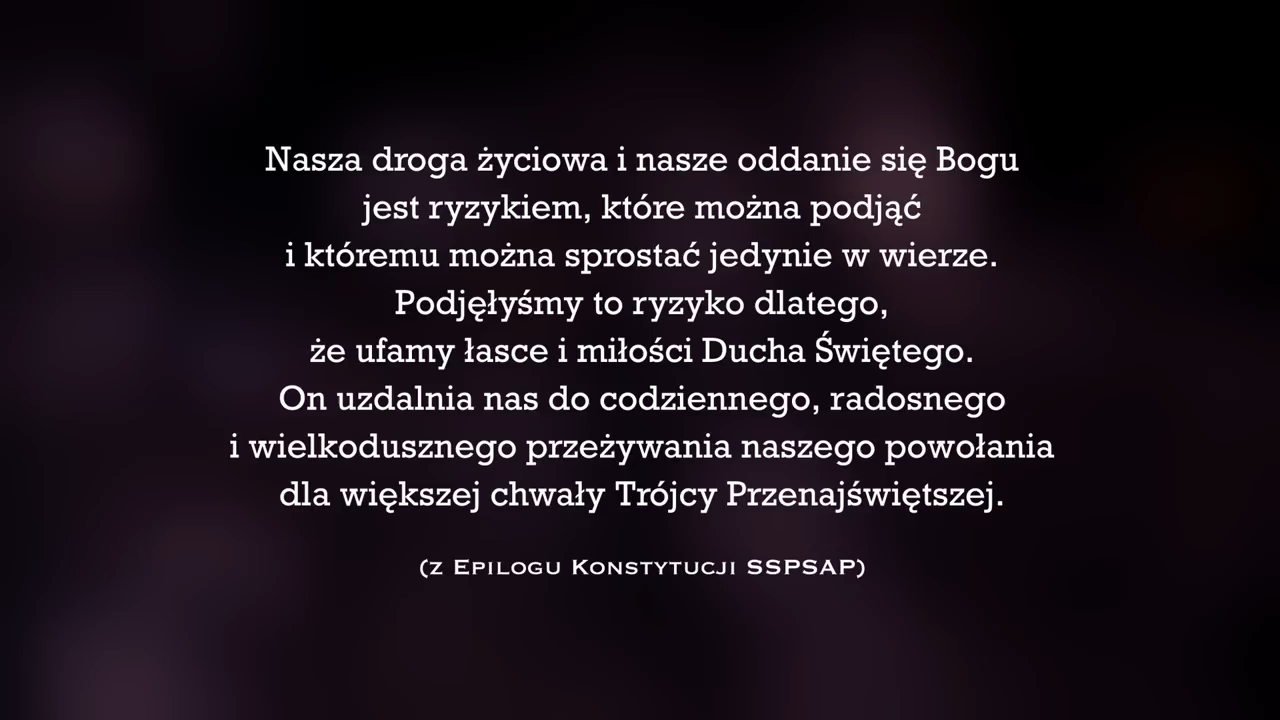 Nasza droga życiowa i nasze oddanie się Bogu
jest ryzykiem, które można podjąć
i któremu można sprostać jedynie w wierze.
Podjęłyśmy to ryzyko dlatego,
że ufamy łasce i miłości Ducha Świętego.
On uzdalnia nas do codziennego, radosnego
i wielkodusznego przeżywania naszego powołania
dla większej chwały Trójcy Przenajświętszej.
(z Epilogu Konstytucji SSPSAP)